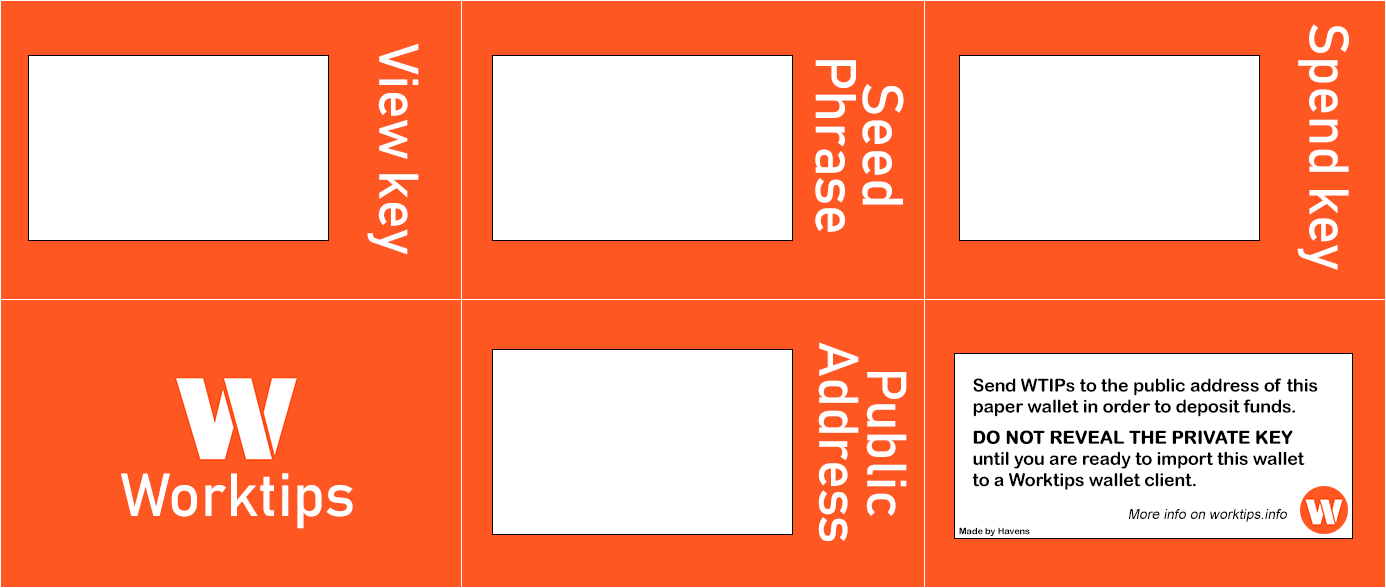 View key
Seed
Phrase
Spend key
Worktips
Public
Address
Send WTIPs to the public address of this
paper wallet in order to deposit funds.
DO NOT REVEAL THE PRIVATE KEY
until you are ready to import this wallet
to a Worktips wallet client.
More info on worktips.info
Made by Havens